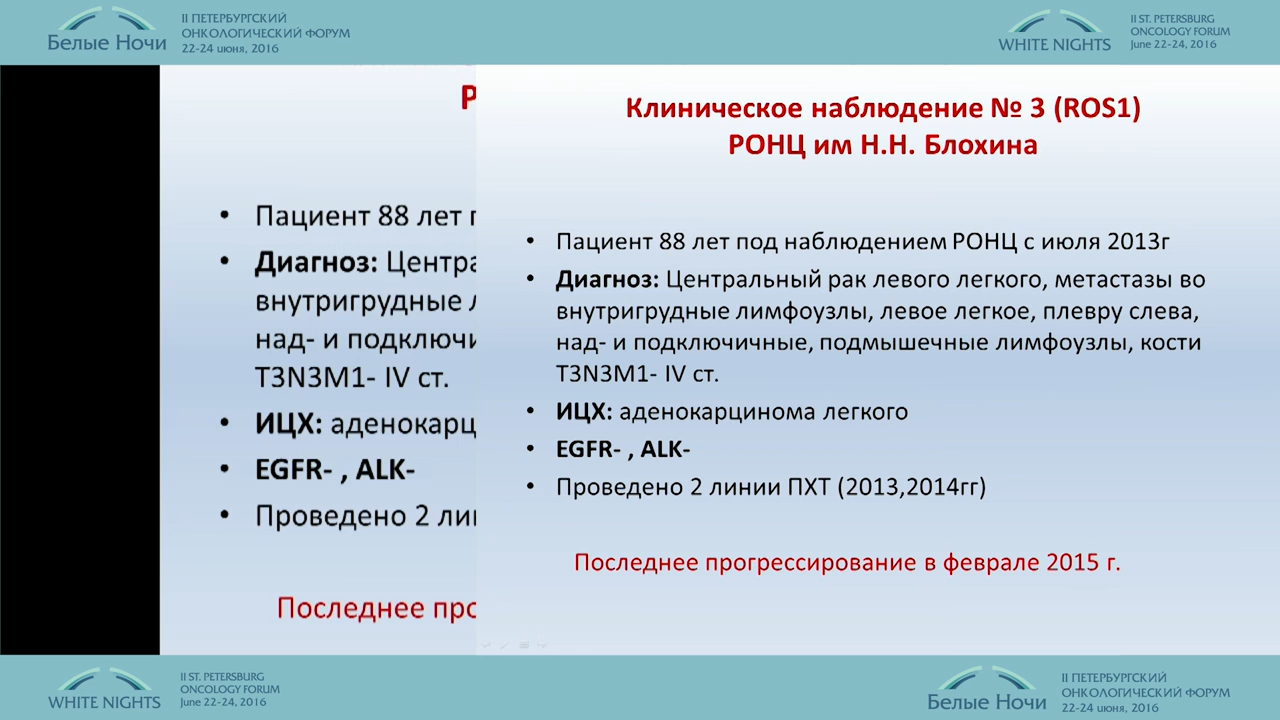 Белые Ночи
II ПЕТЕРБУРГСКИЙ
ОНКОЛОГИЧЕСКИЙ ФОРУМ
22-24 июня, 2016
WHITE NIGHTS
II ST. PETERSBURG
ONCOLOGY FORUM
June 22-24, 2016
Р
• Пациент 88 лет
• Диагноз: Центра
внутригрудные
над- и подключи
T3N3M1- IV ст.
• ИЦХ: аденокарц
• EGFR- , ALK-
• Проведено 2 ли
Последнее про
Клиническое наблюдение № 3 (ROS1)
РОНЦ им Н.Н. Блохина
• Пациент 88 лет под наблюдением РОНЦ с июля 2013г
• Диагноз: Центральный рак левого легкого, метастазы во
внутригрудные лимфоузлы, левое легкое, плевру слева,
над- и подключичные, подмышечные лимфоузлы, кости
T3N3M1- IV ст.
• ИЦХ: аденокарцинома легкого
• EGFR- , ALK-
• Проведено 2 линии ПХТ (2013,2014гг)
Последнее прогрессирование в феврале 2015 г.
WHITE NIGHTS
II ST. PETERSBURG
ONCOLOGY FORUM
June 22-24, 2016
Белые Ночи
II ПЕТЕРБУРГСКИЙ
ОНКОЛОГИЧЕСКИЙ ФОРУМ
22-24 июня, 2016